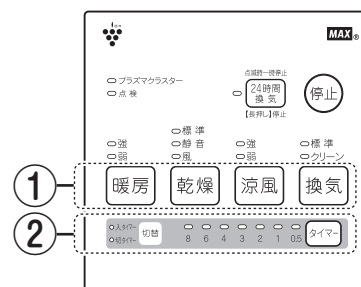 ion
MAX®
プラズマクラスター
点検
点滅時一時停止
24時間
換気
【長押し】停止
停止
標準
強 静音 強 標準
弱 風 弱 クリーン
① 暖房 乾燥 涼風 換気
② 入タイマー
切タイマー
切替
8 6 4 3 2 1 0.5
タイマー